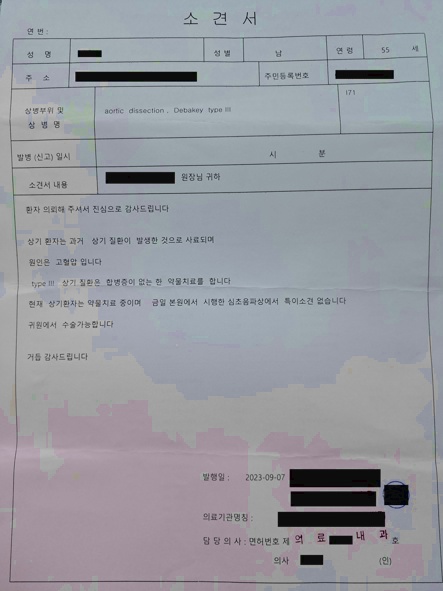 소 견 서
면 번 :
성 명 성 별 남 연 령 55 세
주 소 주민등록번호
상병부위 및
상 병 명
aortic dissection , Debakey type III
I71
발병 (신고) 일시 시 분
소견서 내용 원장님 귀하
환자 의뢰해 주셔서 진심으로 감사드립니다
상기 환자는 과거 상기 질환이 발생한 것으로 사료되며
원인은 고혈압 입니다
type III 상기 질환은 합병증이 없는 한 약물치료를 합니다
현재 상기환자는 약물치료 중이며 금일 본원에서 시행한 심초음파상에서 특이소견 없습니다
귀원에서 수술가능합니다
거듭 감사드립니다
발행일 : 2023-09-07
의료기관명칭 :
담 당 의 사 : 면허번호 제 의 료 내 과 호
의사 (인)